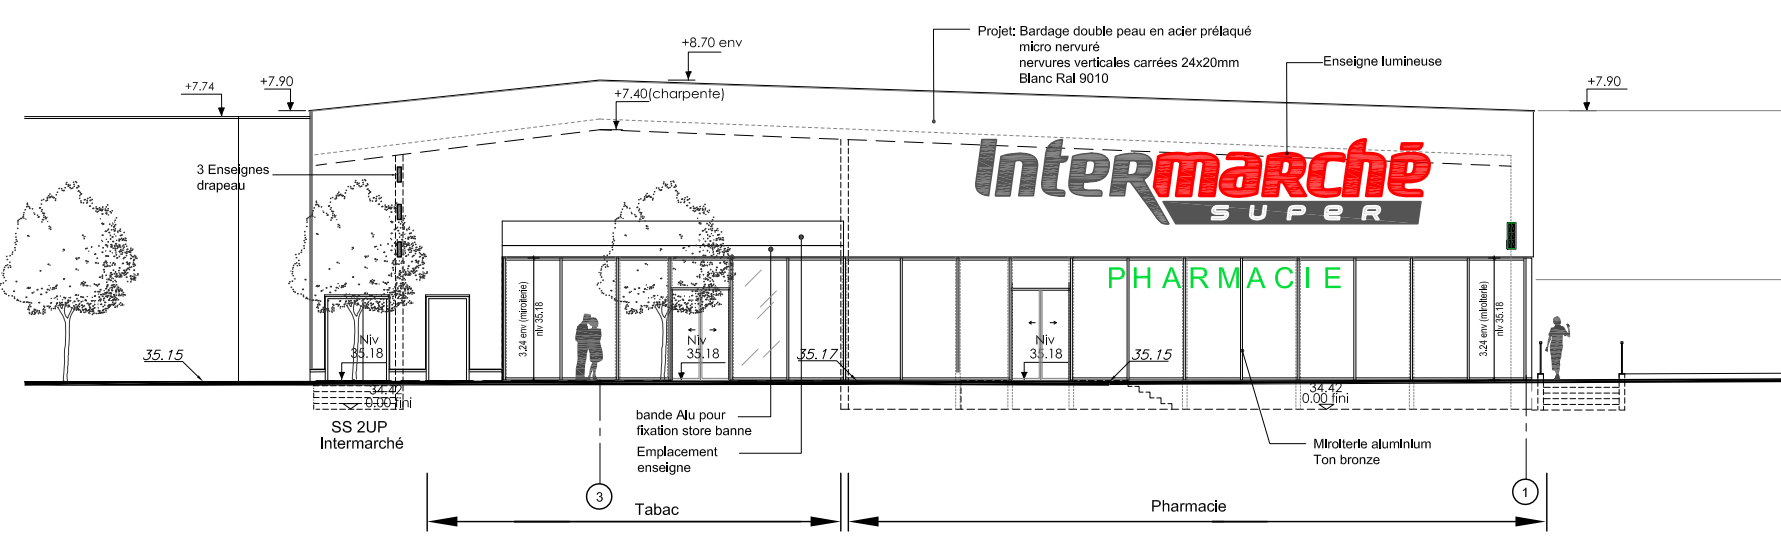 Projet: Bardage double peau en acier prélaqué
micro nervuré
nervures verticales carrées 24x20mm
Blanc Ral 9010
+8.70 env
Enseigne lumineuse
+7.74
+7.90
+7.40(charpente)
+7.90
3 Enseignes
drapeau
InterMarché
SUPER
PHARMACIE
3,24 env (miroiterie)
niv 35.18
3,24 env (miroiterie)
niv 35.18
Niv
35.18
Niv
35.18
Niv
35.18
35.15
35.17
35.15
34.42
0.00 fini
34.42
0.00 fini
SS 2UP
Intermarché
bande Alu pour
fixation store banne
Emplacement
enseigne
Miroiterie aluminium
Ton bronze
3
1
Tabac
Pharmacie